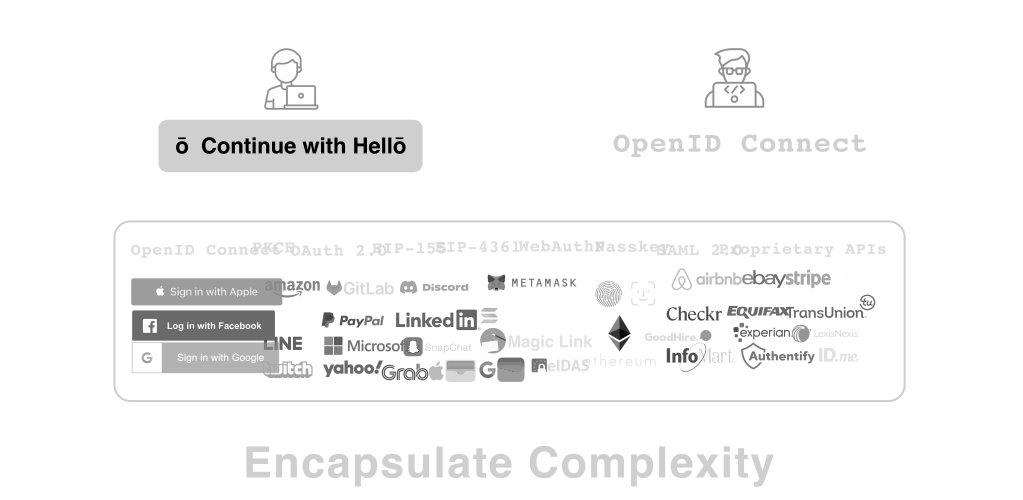 ō Continue with Hellō
OpenID Connect
OpenID Connect PKCE OAuth 2.0 EIP-155 EIP-4361 WebAuthN Passkey SAML 2.0 Proprietary APIs
Sign in with Apple
amazon
GitLab
Discord
METAMASK
airbnb
ebay
stripe
Log in with Facebook
PayPal
LinkedIn
Checkr
EQUIFAX
TransUnion
tu
LINE
Microsoft
SnapChat
Magic Link
GoodHire
experian
LexisNexis
G Sign in with Google
twitch
yahoo!
Grab
G
eIDAS
ethereum
InfoMart
Authentify
ID.me
Encapsulate Complexity